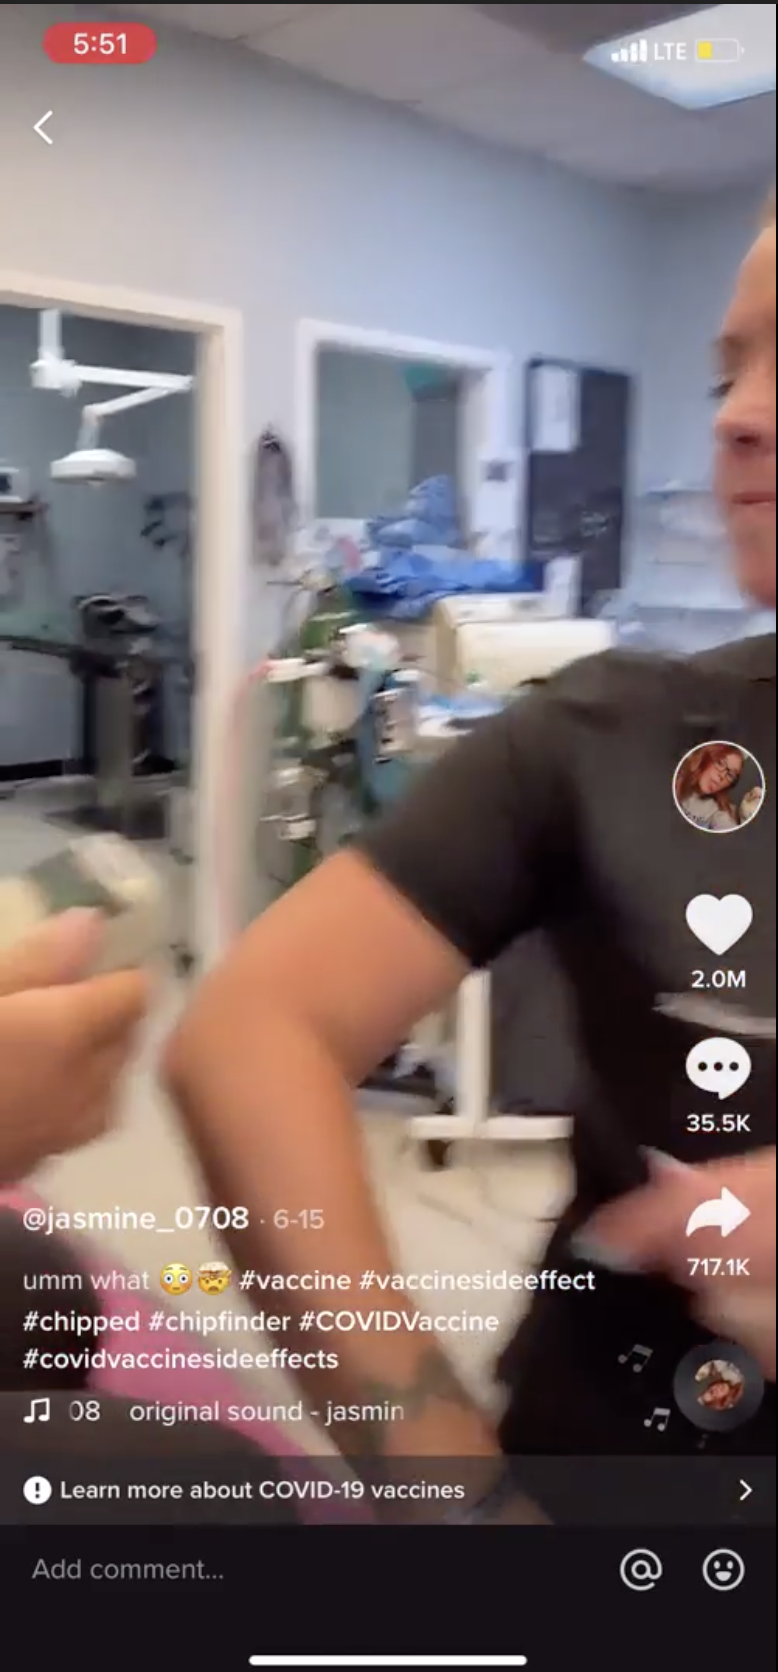 5:51
LTE
2.0M
35.5K
717.1K
@jasmine_0708 · 6-15
umm what 😳🤯 #vaccine #vaccinesideeffect
#chipped #chipfinder #COVIDVaccine
#covidvaccinesideeffects
08 original sound - jasmin
Learn more about COVID-19 vaccines
Add comment...